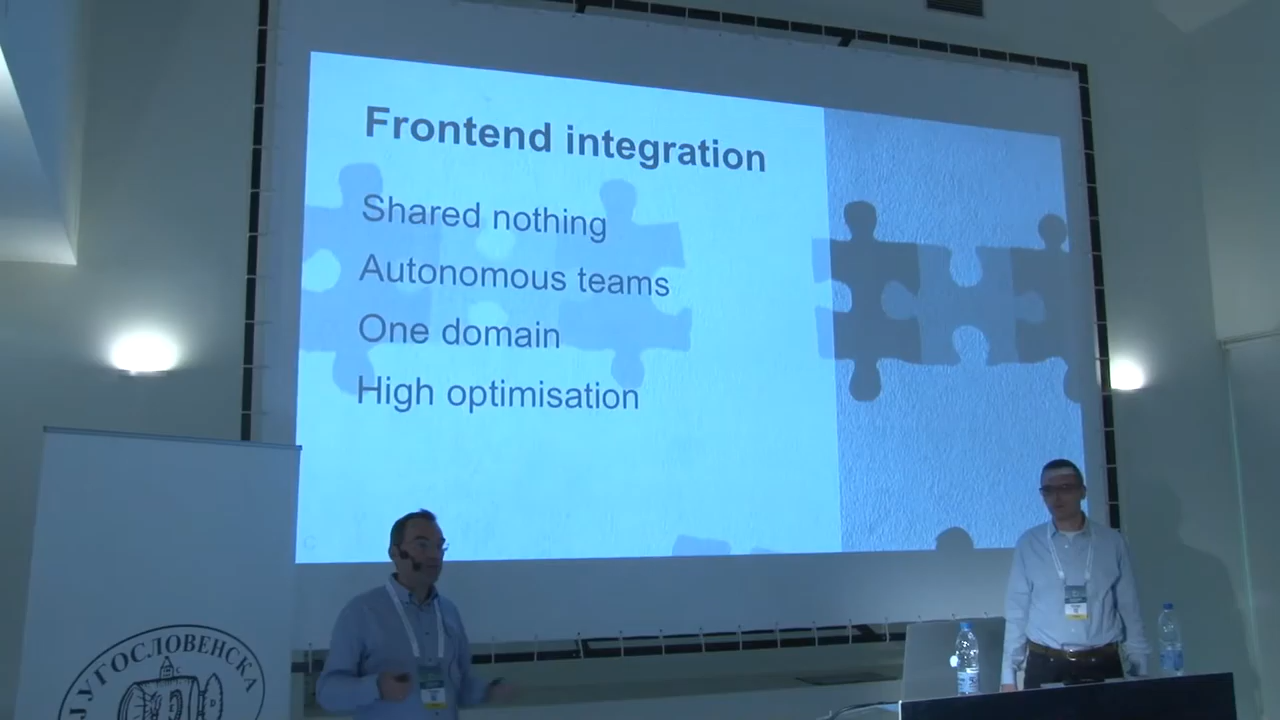 Frontend integration
Shared nothing
Autonomous teams
One domain
High optimisation
ЈУГОСЛОВЕНСКА